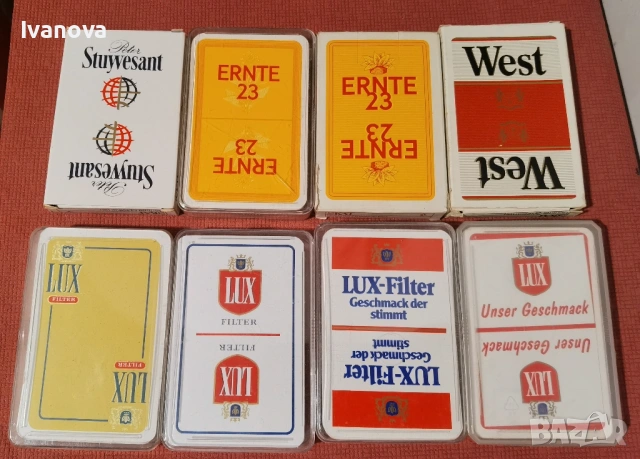 Ivanova
Peter
Stuyvesant
Stuyvesant
Peter
ERNTE
23
23
ERNTE
ERNTE
23
23
ERNTE
West
West
LUX
FILTER
FILTER
LUX
LUX
FILTER
FILTER
LUX
LUX-Filter
Geschmack der
stimmt
stimmt
Geschmack der
LUX-Filter
LUX
Unser Geschmack
Unser Geschmack
LUX
bazar